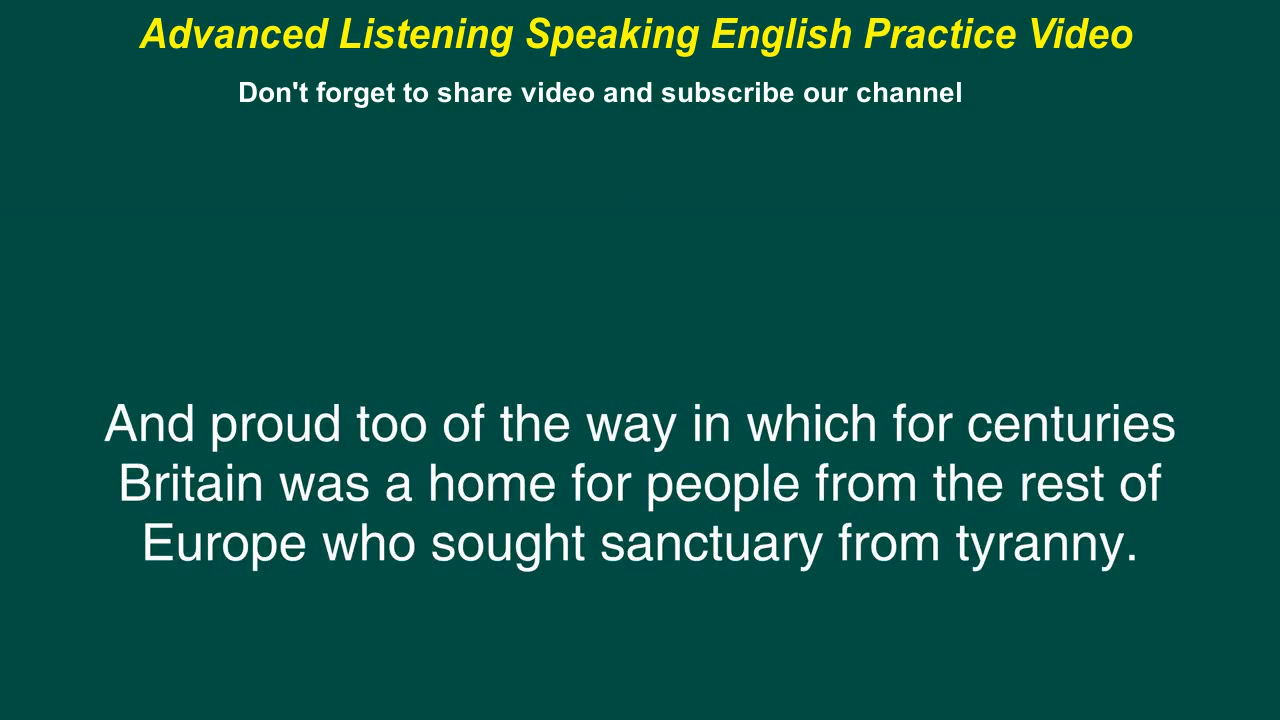 Advanced Listening Speaking English Practice Video
Don't forget to share video and subscribe our channel
And proud too of the way in which for centuries
Britain was a home for people from the rest of
Europe who sought sanctuary from tyranny.